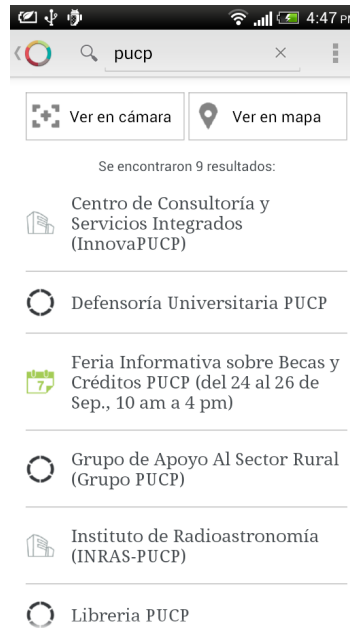 4:47 PM
pucp
Ver en cámara
Ver en mapa
Se encontraron 9 resultados:
Centro de Consultoría y
Servicios Integrados
(InnovaPUCP)
Defensoría Universitaria PUCP
7
Feria Informativa sobre Becas y
Créditos PUCP (del 24 al 26 de
Sep., 10 am a 4 pm)
Grupo de Apoyo Al Sector Rural
(Grupo PUCP)
Instituto de Radioastronomía
(INRAS-PUCP)
Libreria PUCP